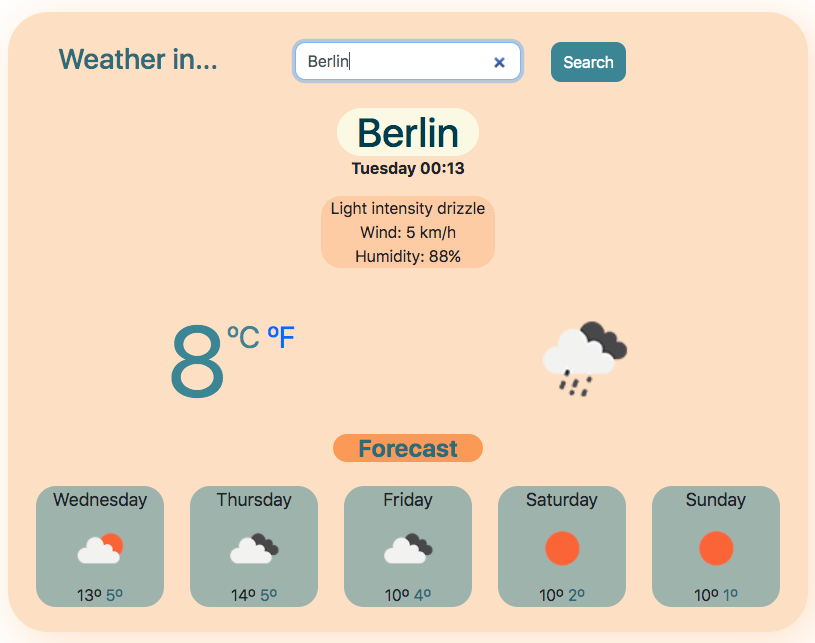 Weather in...
Berlin
Search
Berlin
Tuesday 00:13
Light intensity drizzle
Wind: 5 km/h
Humidity: 88%
8 ºC ºF
Forecast
Wednesday Thursday Friday Saturday Sunday
13º 5º 14º 5º 10º 4º 10º 2º 10º 1º